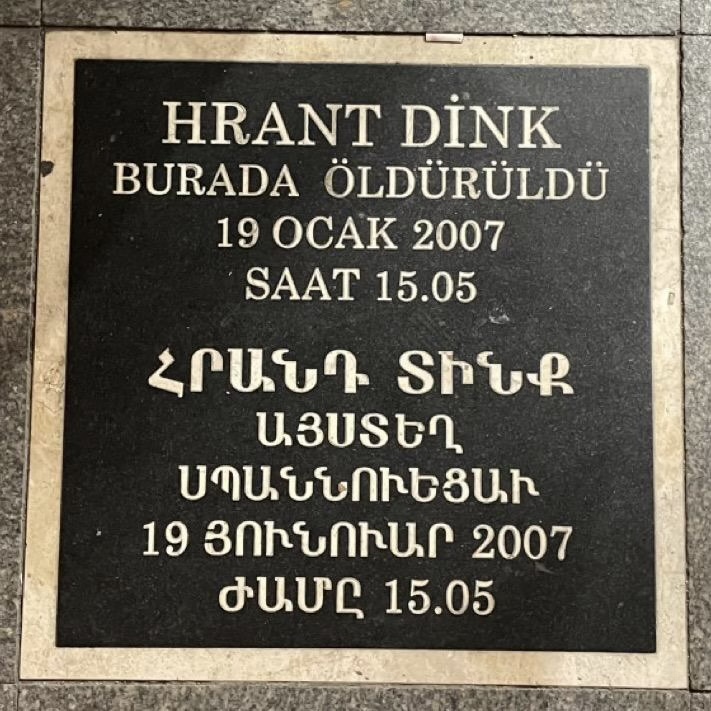 HRANT DİNK
BURADA ÖLDÜRÜLDÜ
19 OCAK 2007
SAAT 15.05
ՀՐԱՆԴ ՏԻՆՔ
ԱՅՍՏԵՂ
ՍՊԱՆՆՈՒԵՑԱՒ
19 ՅՈՒՆՈՒԱՐ 2007
ԺԱՄԸ 15.05